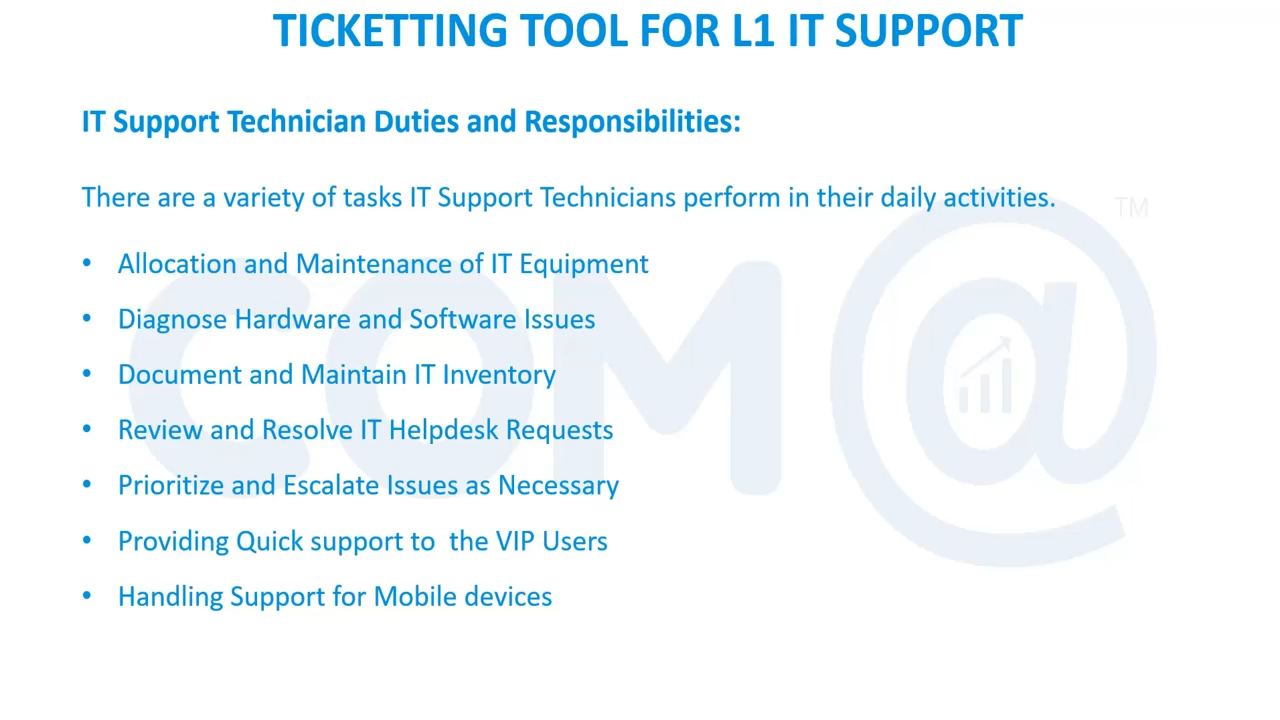 TICKETTING TOOL FOR L1 IT SUPPORT
IT Support Technician Duties and Responsibilities:
There are a variety of tasks IT Support Technicians perform in their daily activities.
• Allocation and Maintenance of IT Equipment
• Diagnose Hardware and Software Issues
• Document and Maintain IT Inventory
• Review and Resolve IT Helpdesk Requests
• Prioritize and Escalate Issues as Necessary
• Providing Quick support to  the VIP Users
• Handling Support for Mobile devices
COM@ TM